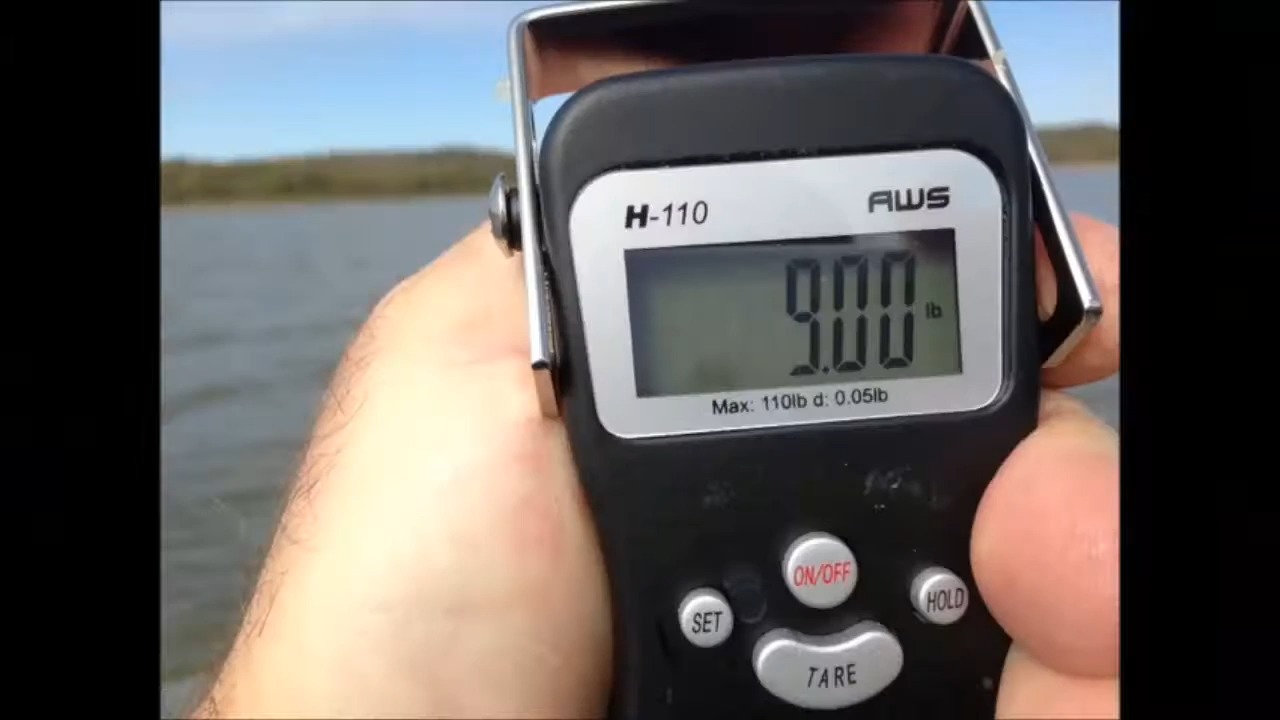 H-110 AWS
9.00 lb
Max: 110lb d: 0.05lb
ON/OFF
SET HOLD
TARE